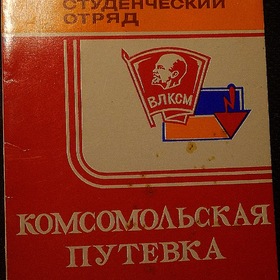 СТУДЕНЧЕСКИЙ
ОТРЯД
ВЛКСМ
КОМСОМОЛЬСКАЯ
ПУТЕВКА